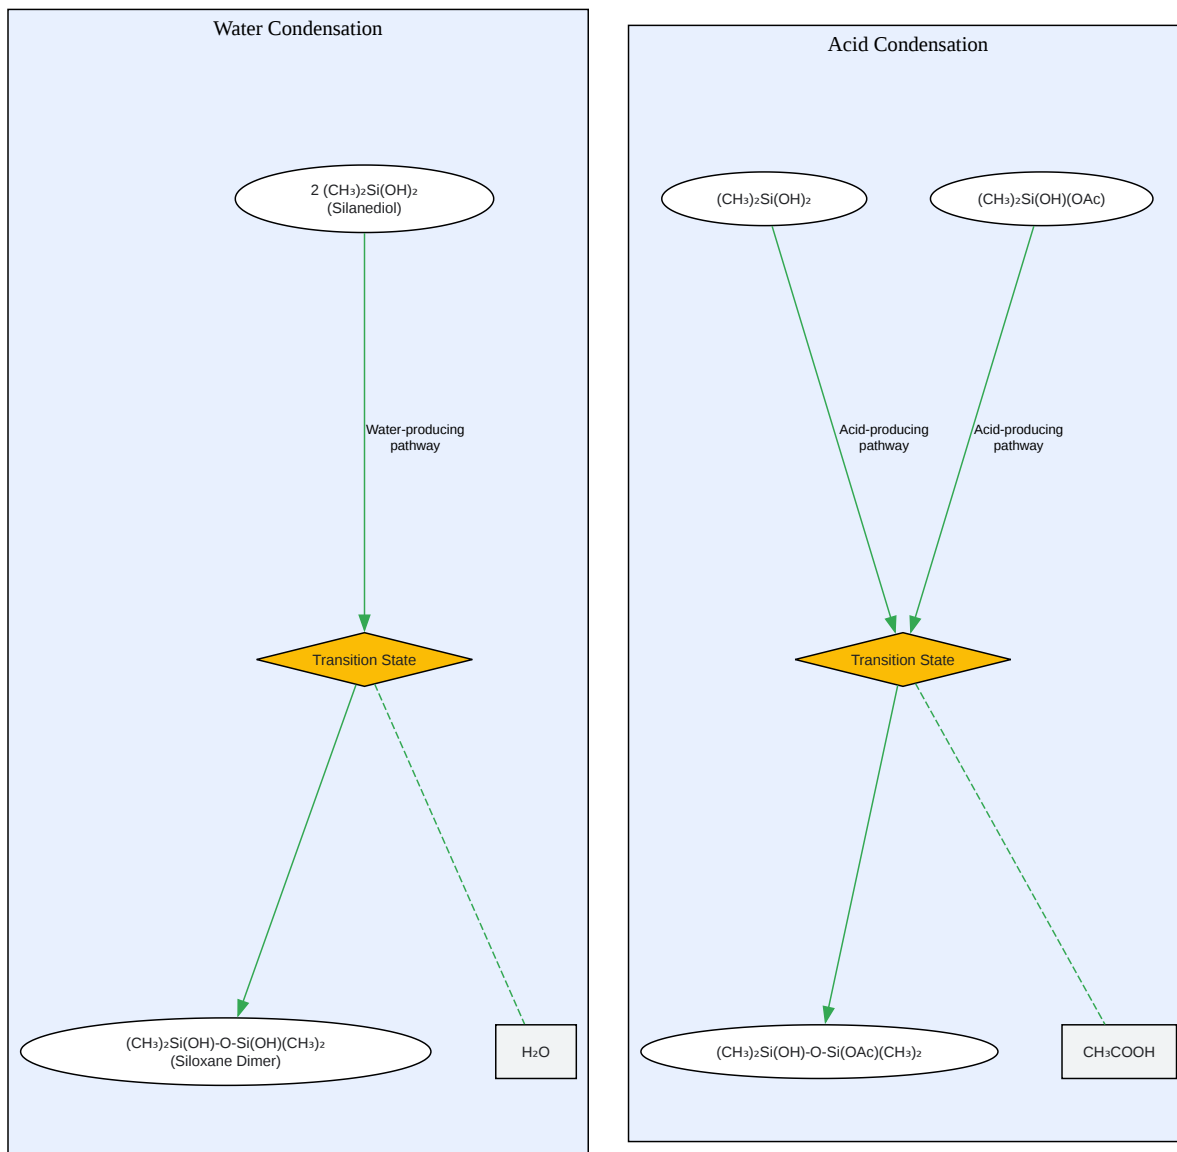 Water Condensation
2 (CH₃)₂Si(OH)₂
(Silanediol)
Water-producing
pathway
Transition State
(CH₃)₂Si(OH)-O-Si(OH)(CH₃)₂
(Siloxane Dimer)
H₂O
Acid Condensation
(CH₃)₂Si(OH)₂
(CH₃)₂Si(OH)(OAc)
Acid-producing
pathway
Acid-producing
pathway
Transition State
(CH₃)₂Si(OH)-O-Si(OAc)(CH₃)₂
CH₃COOH